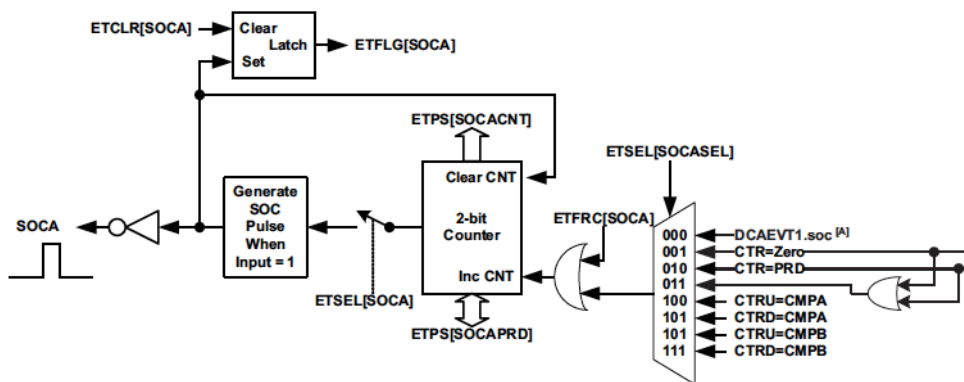 ETCLR[SOCA]
Clear
Latch
Set
ETFLG[SOCA]
ETPS[SOCACNT]
ETSEL[SOCASEL]
Clear CNT
2-bit
Counter
Inc CNT
Generate
SOC
Pulse
When
Input = 1
SOCA
ETSEL[SOCA]
ETPS[SOCAPRD]
ETFRC[SOCA]
000 DCAEVT1.soc [A]
001 CTR=Zero
010 CTR=PRD
011
100 CTRU=CMPA
101 CTRD=CMPA
101 CTRU=CMPB
111 CTRD=CMPB